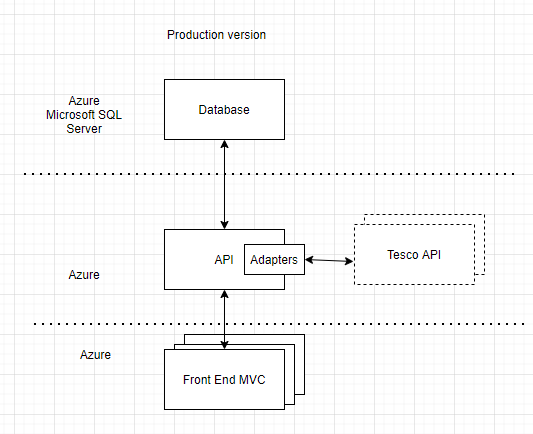 Production version
Azure
Microsoft SQL
Server
Database
API
Adapters
Tesco API
Azure
Azure
Front End MVC